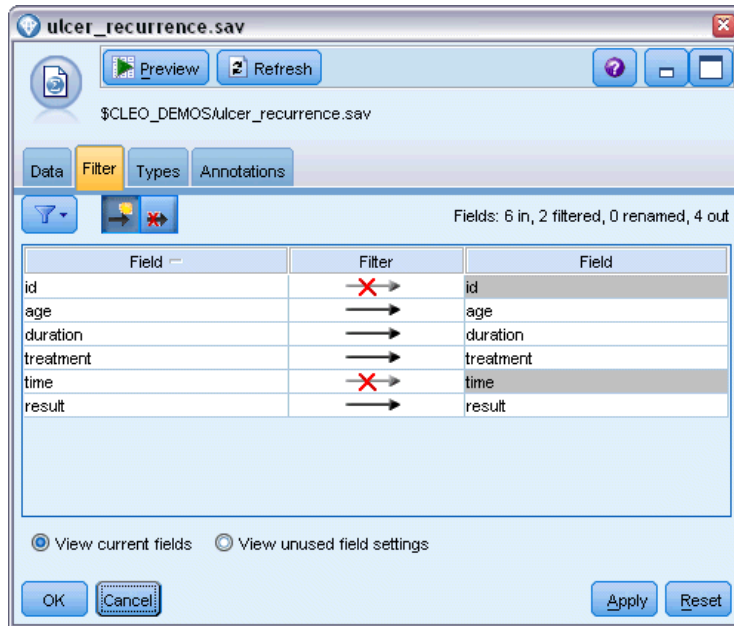 ulcer_recurrence.sav
Preview Refresh
$CLEO_DEMOS/ulcer_recurrence.sav
Data Filter Types Annotations
Fields: 6 in, 2 filtered, 0 renamed, 4 out
Field Filter Field
id id
age age
duration duration
treatment treatment
time time
result result
View current fields View unused field settings
OK Cancel Apply Reset